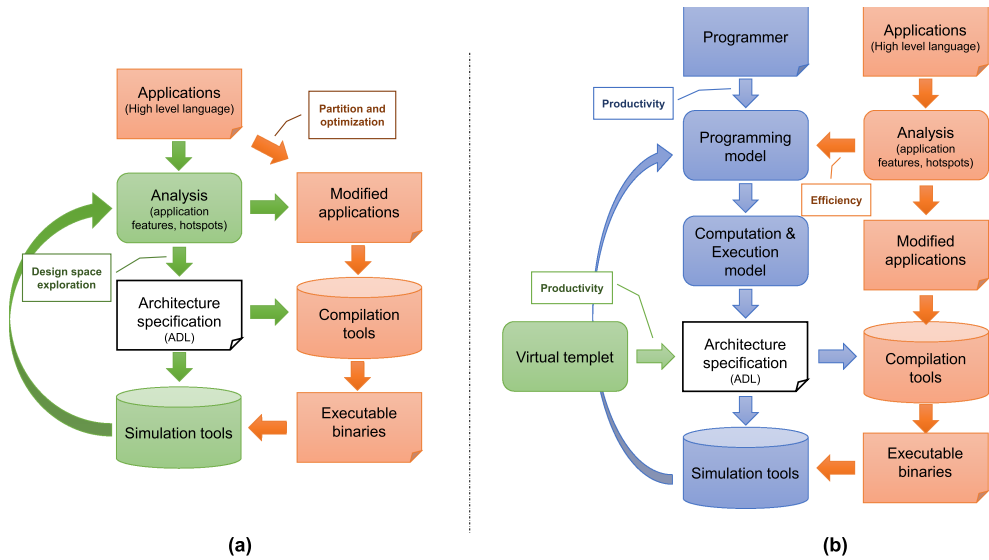 Applications
(High level language)
Partition and
optimization
Analysis
(application
features, hotspots)
Modified
applications
Design space
exploration
Architecture
specification
(ADL)
Compilation
tools
Simulation tools
Executable
binaries
(a)
Programmer
Applications
(High level language)
Productivity
Programming
model
Analysis
(application
features, hotspots)
Efficiency
Computation &
Execution
model
Modified
applications
Productivity
Virtual templet
Architecture
specification
(ADL)
Compilation
tools
Simulation tools
Executable
binaries
(b)